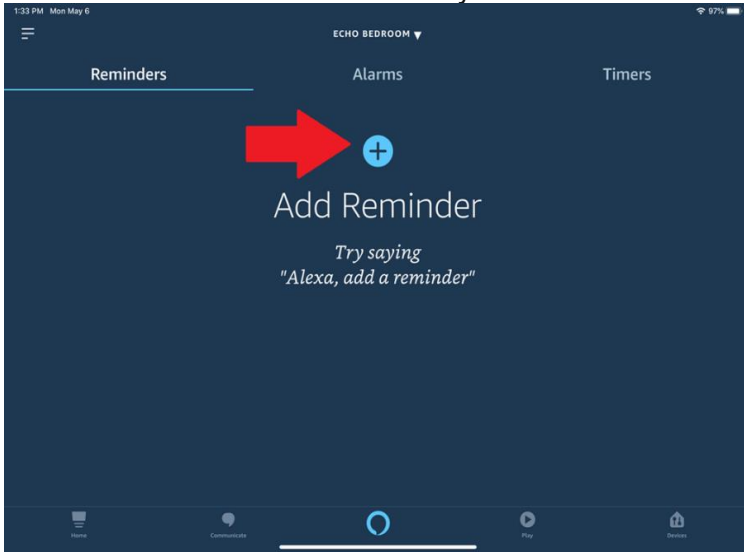 1:33 PM Mon May 6
97%
ECHO BEDROOM
Reminders
Alarms
Timers
Add Reminder
Try saying
"Alexa, add a reminder"
Home
Communicate
Play
Devices